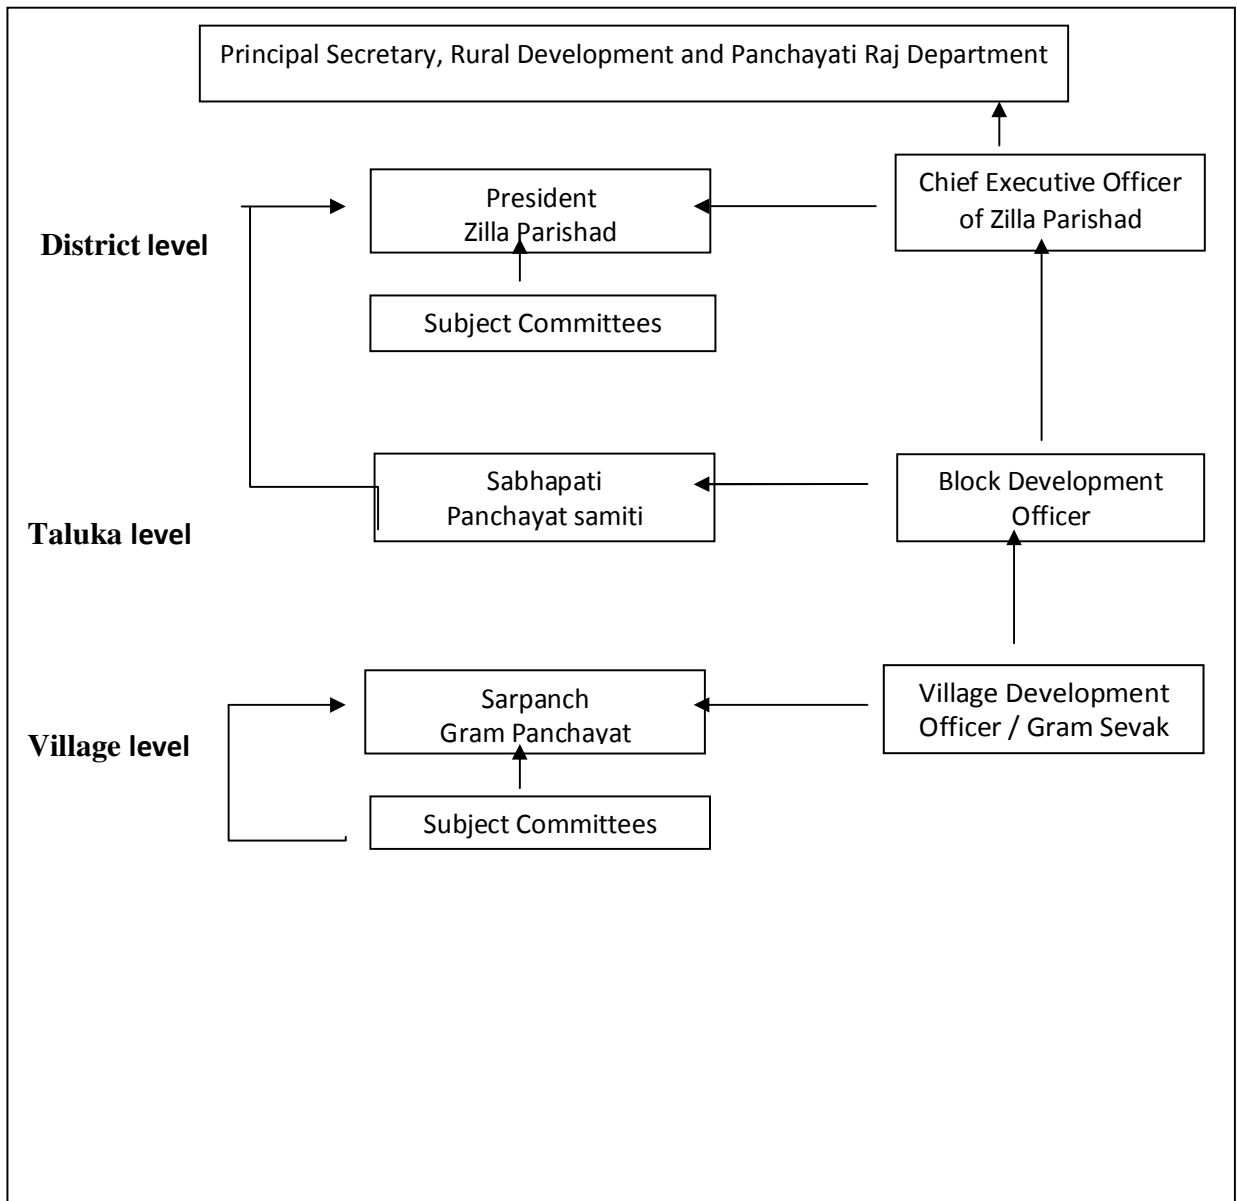 Principal Secretary, Rural Development and Panchayati Raj Department
Chief Executive Officer
of Zilla Parishad
President
Zilla Parishad
District level
Subject Committees
Sabhapati
Panchayat samiti
Block Development
Officer
Taluka level
Sarpanch
Gram Panchayat
Village Development
Officer / Gram Sevak
Village level
Subject Committees